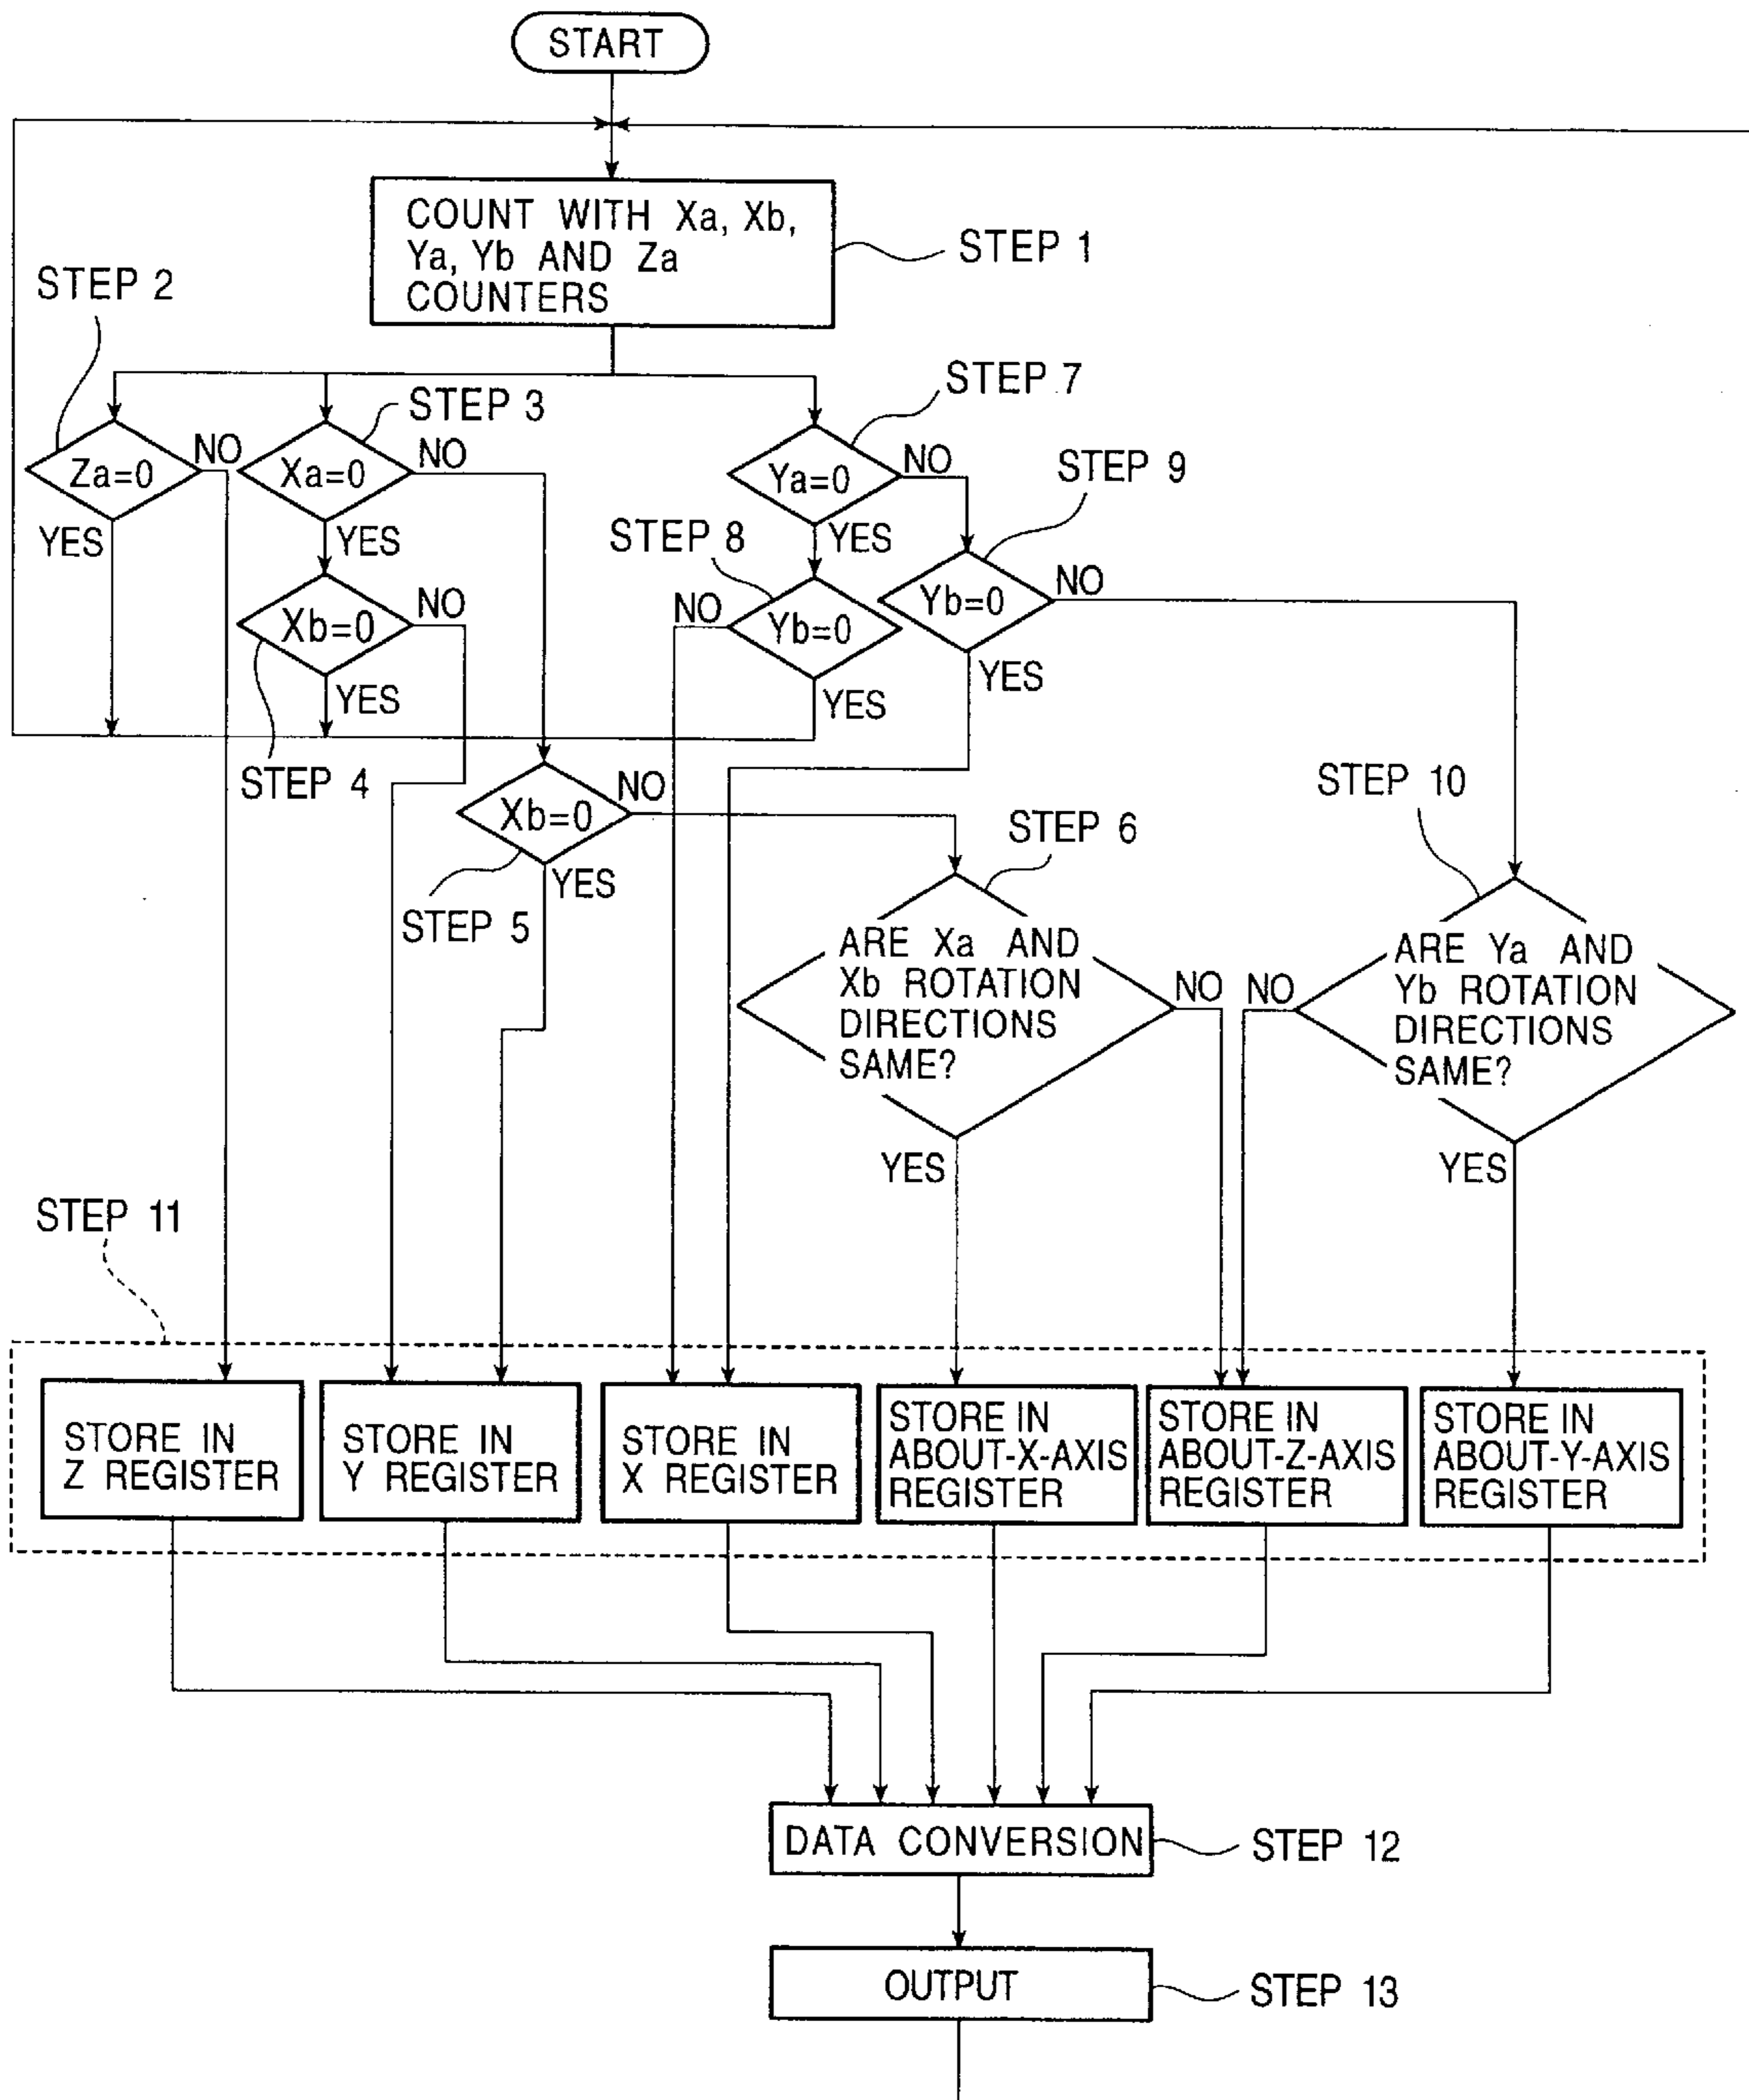 START
COUNT WITH Xa, Xb,
Ya, Yb AND Za
COUNTERS
STEP 1
STEP 2
STEP 3
STEP 7
Za=0
NO
YES
Xa=0
NO
YES
Ya=0
NO
YES
STEP 9
STEP 8
Xb=0
NO
YES
STEP 4
NO
Yb=0
YES
Yb=0
NO
YES
Xb=0
NO
YES
STEP 5
STEP 6
ARE Xa AND
Xb ROTATION
DIRECTIONS
SAME?
NO
YES
STEP 10
ARE Ya AND
Yb ROTATION
DIRECTIONS
SAME?
NO
YES
STEP 11
STORE IN
Z REGISTER
STORE IN
Y REGISTER
STORE IN
X REGISTER
STORE IN
ABOUT-X-AXIS
REGISTER
STORE IN
ABOUT-Z-AXIS
REGISTER
STORE IN
ABOUT-Y-AXIS
REGISTER
DATA CONVERSION
STEP 12
OUTPUT
STEP 13